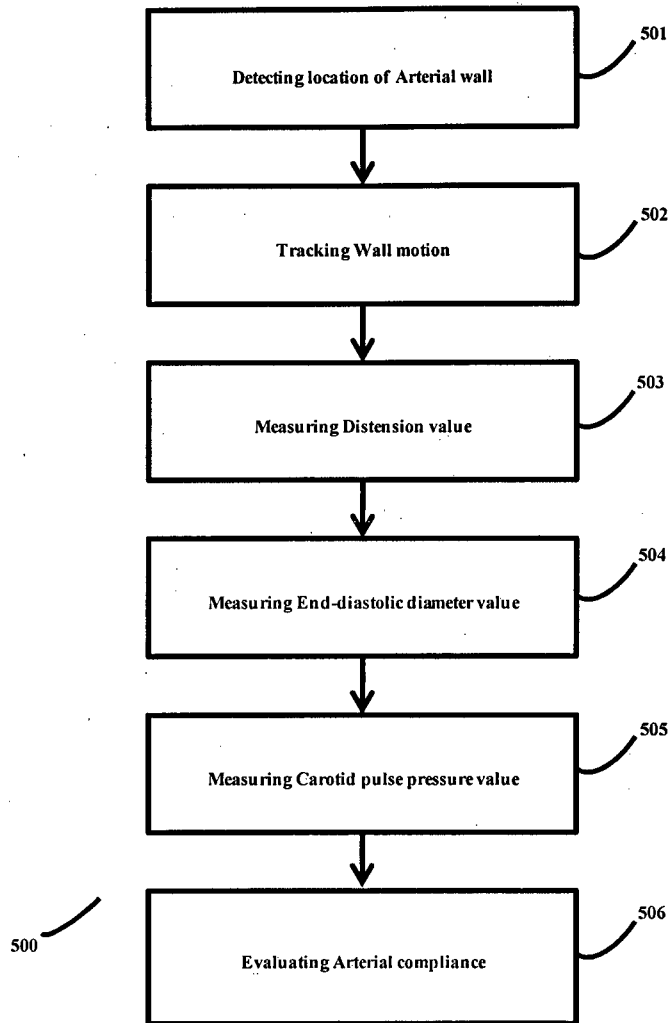 501
Detecting location of Arterial wall
502
Tracking Wall motion
503
Measuring Distension value
504
Measuring End-diastolic diameter value
505
Measuring Carotid pulse pressure value
506
Evaluating Arterial compliance
500